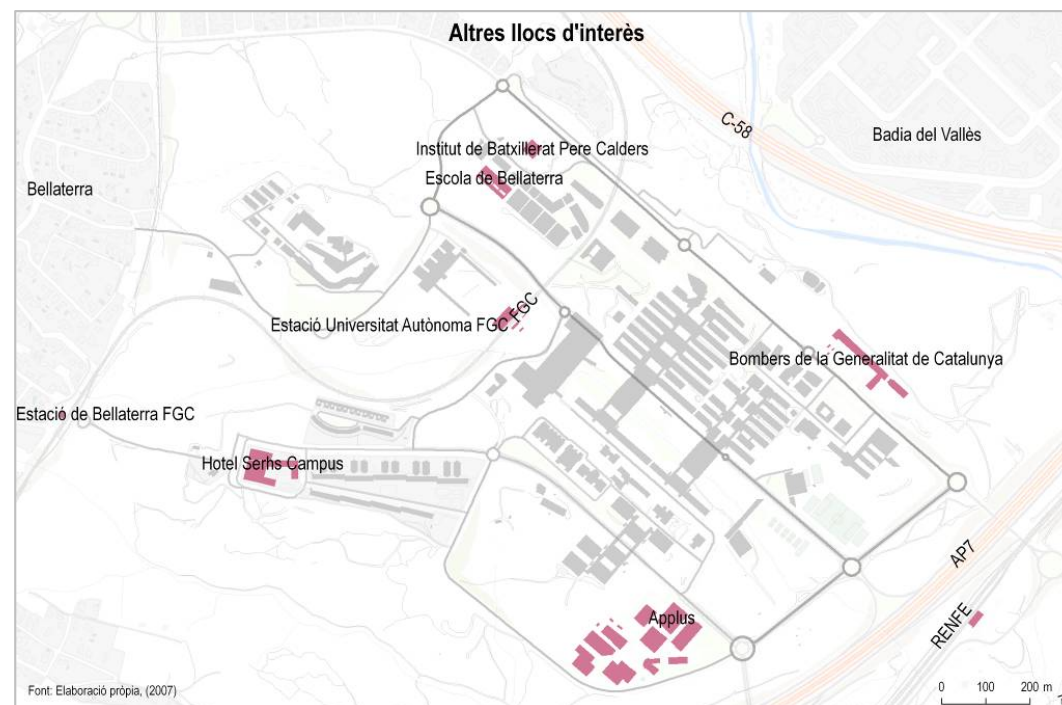 Altres llocs d'interès
C-58
Badia del Vallès
Institut de Batxillerat Pere Calders
Escola de Bellaterra
Bellaterra
Estació Universitat Autònoma FGC FGC
Bombers de la Generalitat de Catalunya
Estació de Bellaterra FGC
Hotel Serhs Campus
AP7
RENFE
Applus
Font: Elaboració pròpia, (2007)
0 100 200 m